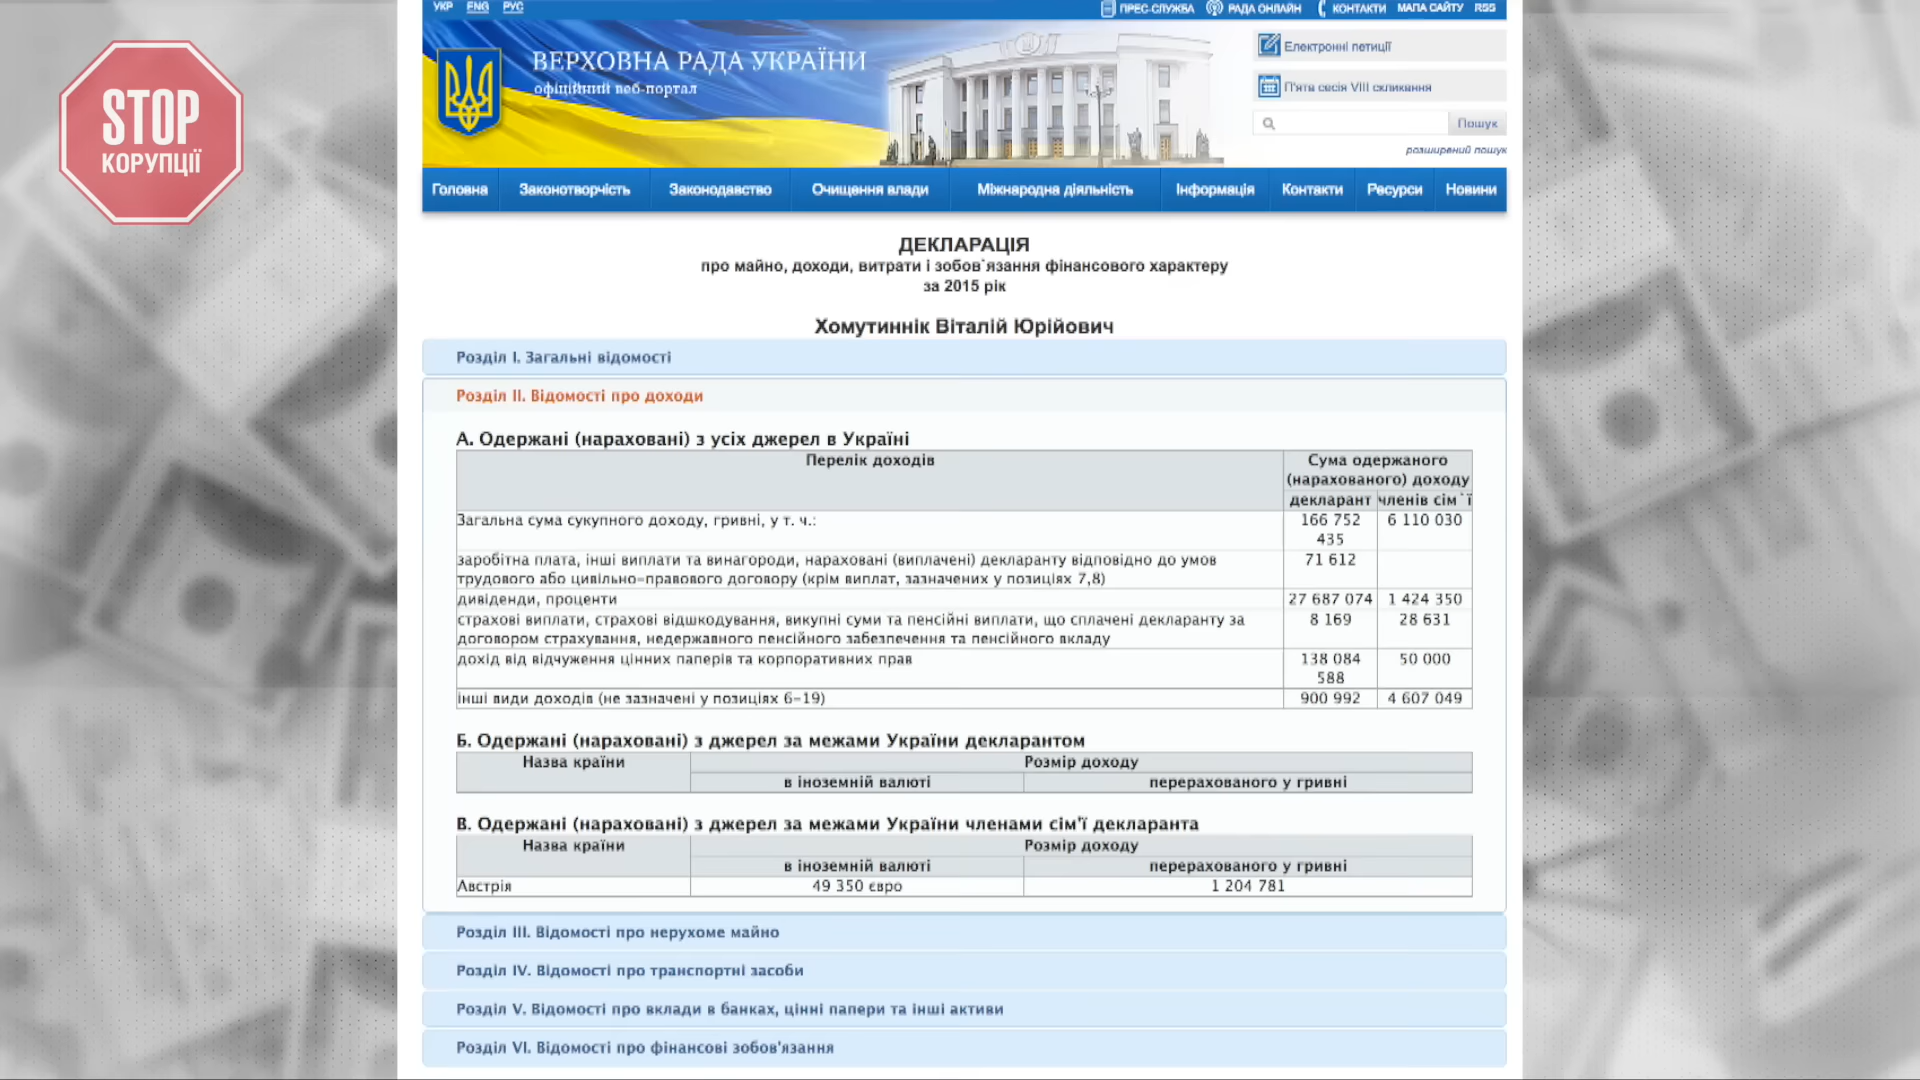 УКР ENG РУС
ПРЕС-СЛУЖБА РАДА ОНЛАЙН КОНТАКТИ МАПА САЙТУ RSS
STOP
КОРУПЦІЇ
ВЕРХОВНА РАДА УКРАЇНИ
офіційний веб-портал
Електронні петиції
П'ята сесія VIII скликання
Пошук
розширений пошук
Головна Законотворчість Законодавство Очищення влади Міжнародна діяльність Інформація Контакти Ресурси Новини
ДЕКЛАРАЦІЯ
про майно, доходи, витрати і зобов`язання фінансового характеру
за 2015 рік
Хомутиннік Віталій Юрійович
Розділ I. Загальні відомості
Розділ II. Відомості про доходи
А. Одержані (нараховані) з усіх джерел в Україні
Перелік доходів Сума одержаного
(нарахованого) доходу
декларант членів сім`ї
Загальна сума сукупного доходу, гривні, у т. ч.: 166 752 6 110 030
435
заробітна плата, інші виплати та винагороди, нараховані (виплачені) декларанту відповідно до умов 71 612
трудового або цивільно-правового договору (крім виплат, зазначених у позиціях 7,8)
дивіденди, проценти 27 687 074 1 424 350
страхові виплати, страхові відшкодування, викупні суми та пенсійні виплати, що сплачені декларанту за 8 169 28 631
договором страхування, недержавного пенсійного забезпечення та пенсійного вкладу
дохід від відчуження цінних паперів та корпоративних прав 138 084 50 000
588
інші види доходів (не зазначені у позиціях 6-19) 900 992 4 607 049
Б. Одержані (нараховані) з джерел за межами України декларантом
Назва країни Розмір доходу
в іноземній валюті перерахованого у гривні
В. Одержані (нараховані) з джерел за межами України членами сім'ї декларанта
Назва країни Розмір доходу
в іноземній валюті перерахованого у гривні
Австрія 49 350 євро 1 204 781
Розділ III. Відомості про нерухоме майно
Розділ IV. Відомості про транспортні засоби
Розділ V. Відомості про вклади в банках, цінні папери та інші активи
Розділ VI. Відомості про фінансові зобов'язання